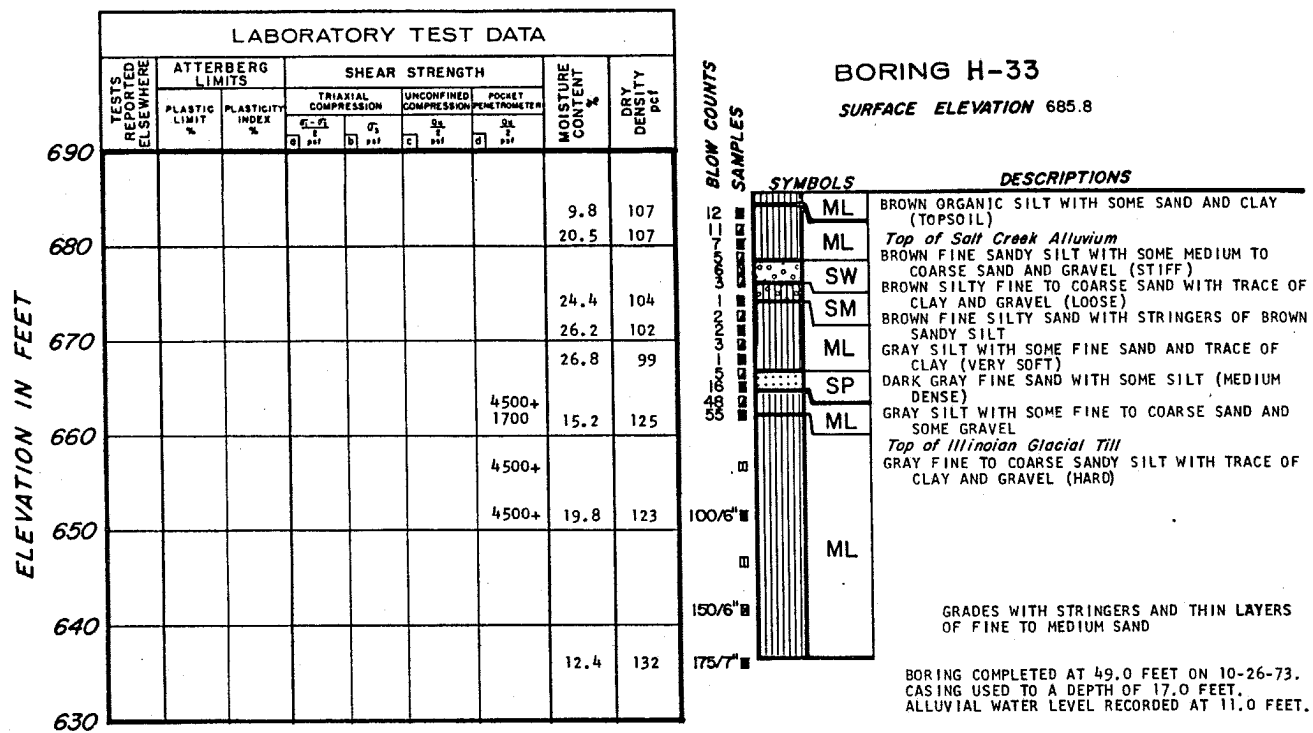 LABORATORY TEST DATA
TESTS REPORTED ELSEWHERE
ATTERBERG LIMITS
SHEAR STRENGTH
MOISTURE CONTENT %
DRY DENSITY pcf
PLASTIC LIMIT %
PLASTICITY INDEX %
TRIAXIAL COMPRESSION
UNCONFINED COMPRESSION
POCKET PENETROMETER
a psf
b psf
c psf
d psf
BORING H-33
SURFACE ELEVATION 685.8
BLOW COUNTS
SAMPLES
SYMBOLS
DESCRIPTIONS
ELEVATION IN FEET
690
680
670
660
650
640
630
9.8 107
20.5 107
24.4 104
26.2 102
26.8 99
4500+
1700 15.2 125
4500+
4500+ 19.8 123
12.4 132
12
11
7
5
6
3
1
2
2
3
1
5
16
48
55
100/6"
150/6"
175/7"
ML
ML
SW
SM
ML
SP
ML
ML
BROWN ORGANIC SILT WITH SOME SAND AND CLAY
(TOPSOIL)
Top of Salt Creek Alluvium
BROWN FINE SANDY SILT WITH SOME MEDIUM TO
COARSE SAND AND GRAVEL (STIFF)
BROWN SILTY FINE TO COARSE SAND WITH TRACE OF
CLAY AND GRAVEL (LOOSE)
BROWN FINE SILTY SAND WITH STRINGERS OF BROWN
SANDY SILT
GRAY SILT WITH SOME FINE SAND AND TRACE OF
CLAY (VERY SOFT)
DARK GRAY FINE SAND WITH SOME SILT (MEDIUM
DENSE)
GRAY SILT WITH SOME FINE TO COARSE SAND AND
SOME GRAVEL
Top of Illinoian Glacial Till
GRAY FINE TO COARSE SANDY SILT WITH TRACE OF
CLAY AND GRAVEL (HARD)
GRADES WITH STRINGERS AND THIN LAYERS
OF FINE TO MEDIUM SAND
BORING COMPLETED AT 49.0 FEET ON 10-26-73.
CASING USED TO A DEPTH OF 17.0 FEET.
ALLUVIAL WATER LEVEL RECORDED AT 11.0 FEET.